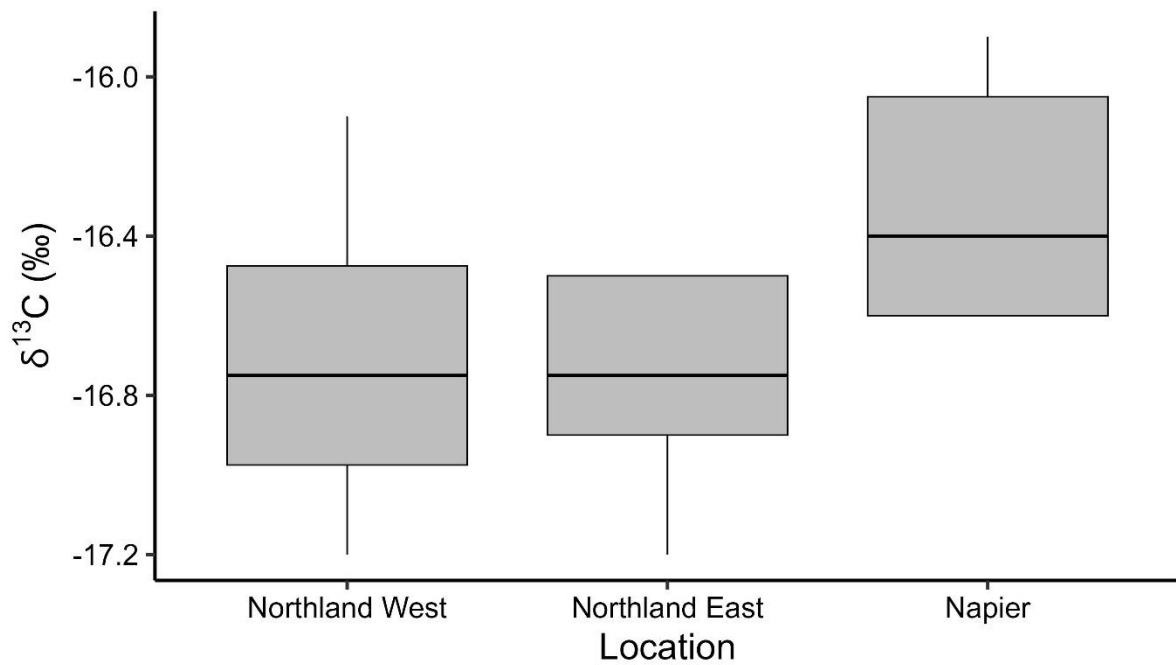 -16.0
-16.4
-16.8
-17.2
δ¹³C (‰)
Northland West
Northland East
Napier
Location